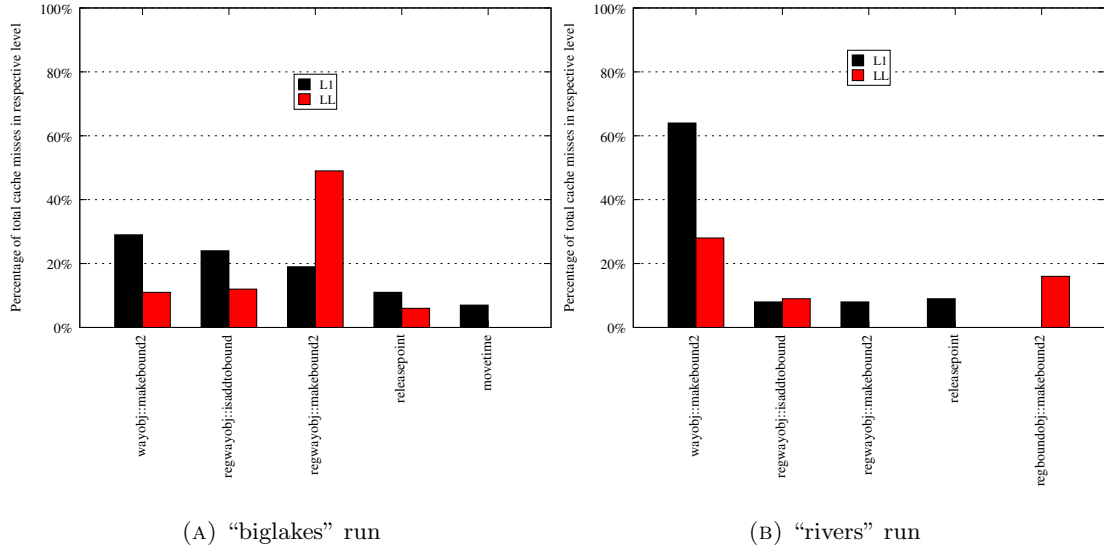 Percentage of total cache misses in respective level
100%
80%
60%
40%
20%
0%
L1
LL
wayobj::makebound2
regwayobj::isaddtobound
regwayobj::makebound2
releasepoint
movetime
(A) “biglakes” run
Percentage of total cache misses in respective level
100%
80%
60%
40%
20%
0%
L1
LL
wayobj::makebound2
regwayobj::isaddtobound
regwayobj::makebound2
releasepoint
regboundobj::makebound2
(B) “rivers” run